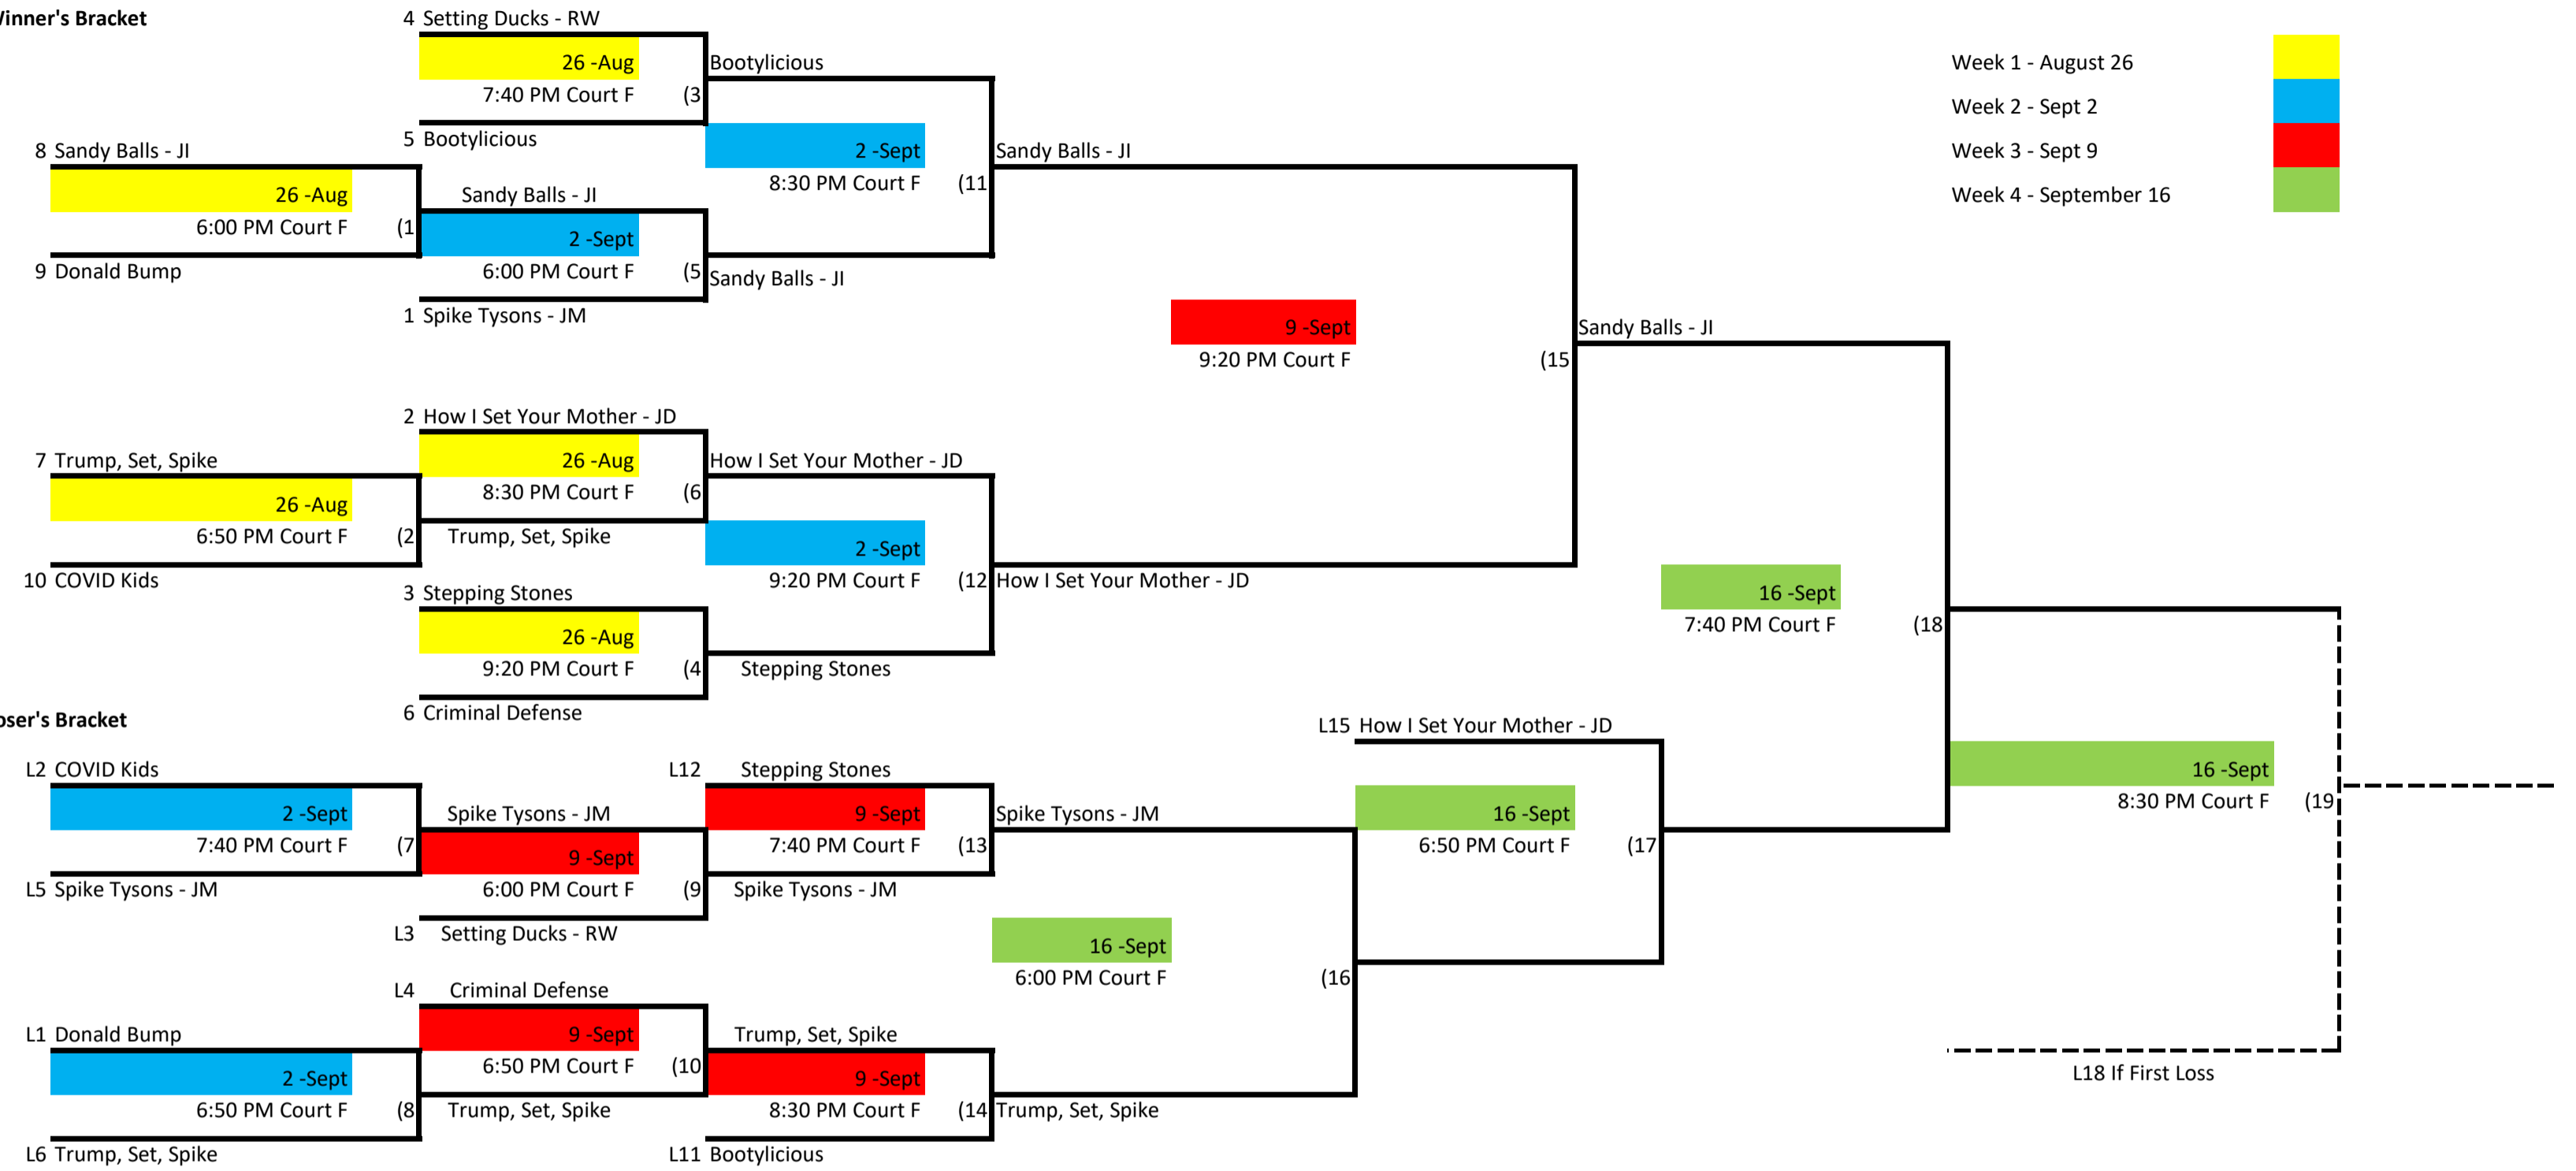 Winner's Bracket
4 Setting Ducks - RW
26 -Aug
7:40 PM Court F (3
5 Bootylicious
Bootylicious
2 -Sept
8:30 PM Court F (11
8 Sandy Balls - JI
26 -Aug
6:00 PM Court F (1
9 Donald Bump
Sandy Balls - JI
2 -Sept
6:00 PM Court F (5
1 Spike Tysons - JM
Sandy Balls - JI
Sandy Balls - JI
9 -Sept
9:20 PM Court F (15
Sandy Balls - JI
Week 1 - August 26
Week 2 - Sept 2
Week 3 - Sept 9
Week 4 - September 16
2 How I Set Your Mother - JD
26 -Aug
8:30 PM Court F (6
Trump, Set, Spike
7 Trump, Set, Spike
26 -Aug
6:50 PM Court F (2
10 COVID Kids
How I Set Your Mother - JD
2 -Sept
9:20 PM Court F (12
How I Set Your Mother - JD
3 Stepping Stones
26 -Aug
9:20 PM Court F (4
6 Criminal Defense
Stepping Stones
16 -Sept
7:40 PM Court F (18
oser's Bracket
L2 COVID Kids
2 -Sept
7:40 PM Court F (7
L5 Spike Tysons - JM
Spike Tysons - JM
9 -Sept
6:00 PM Court F (9
L3 Setting Ducks - RW
L12 Stepping Stones
9 -Sept
7:40 PM Court F (13
Spike Tysons - JM
Spike Tysons - JM
16 -Sept
6:00 PM Court F (16
L15 How I Set Your Mother - JD
16 -Sept
6:50 PM Court F (17
16 -Sept
8:30 PM Court F (19
L18 If First Loss
L4 Criminal Defense
9 -Sept
6:50 PM Court F (10
Trump, Set, Spike
L1 Donald Bump
2 -Sept
6:50 PM Court F (8
L6 Trump, Set, Spike
Trump, Set, Spike
9 -Sept
8:30 PM Court F (14
L11 Bootylicious
Trump, Set, Spike